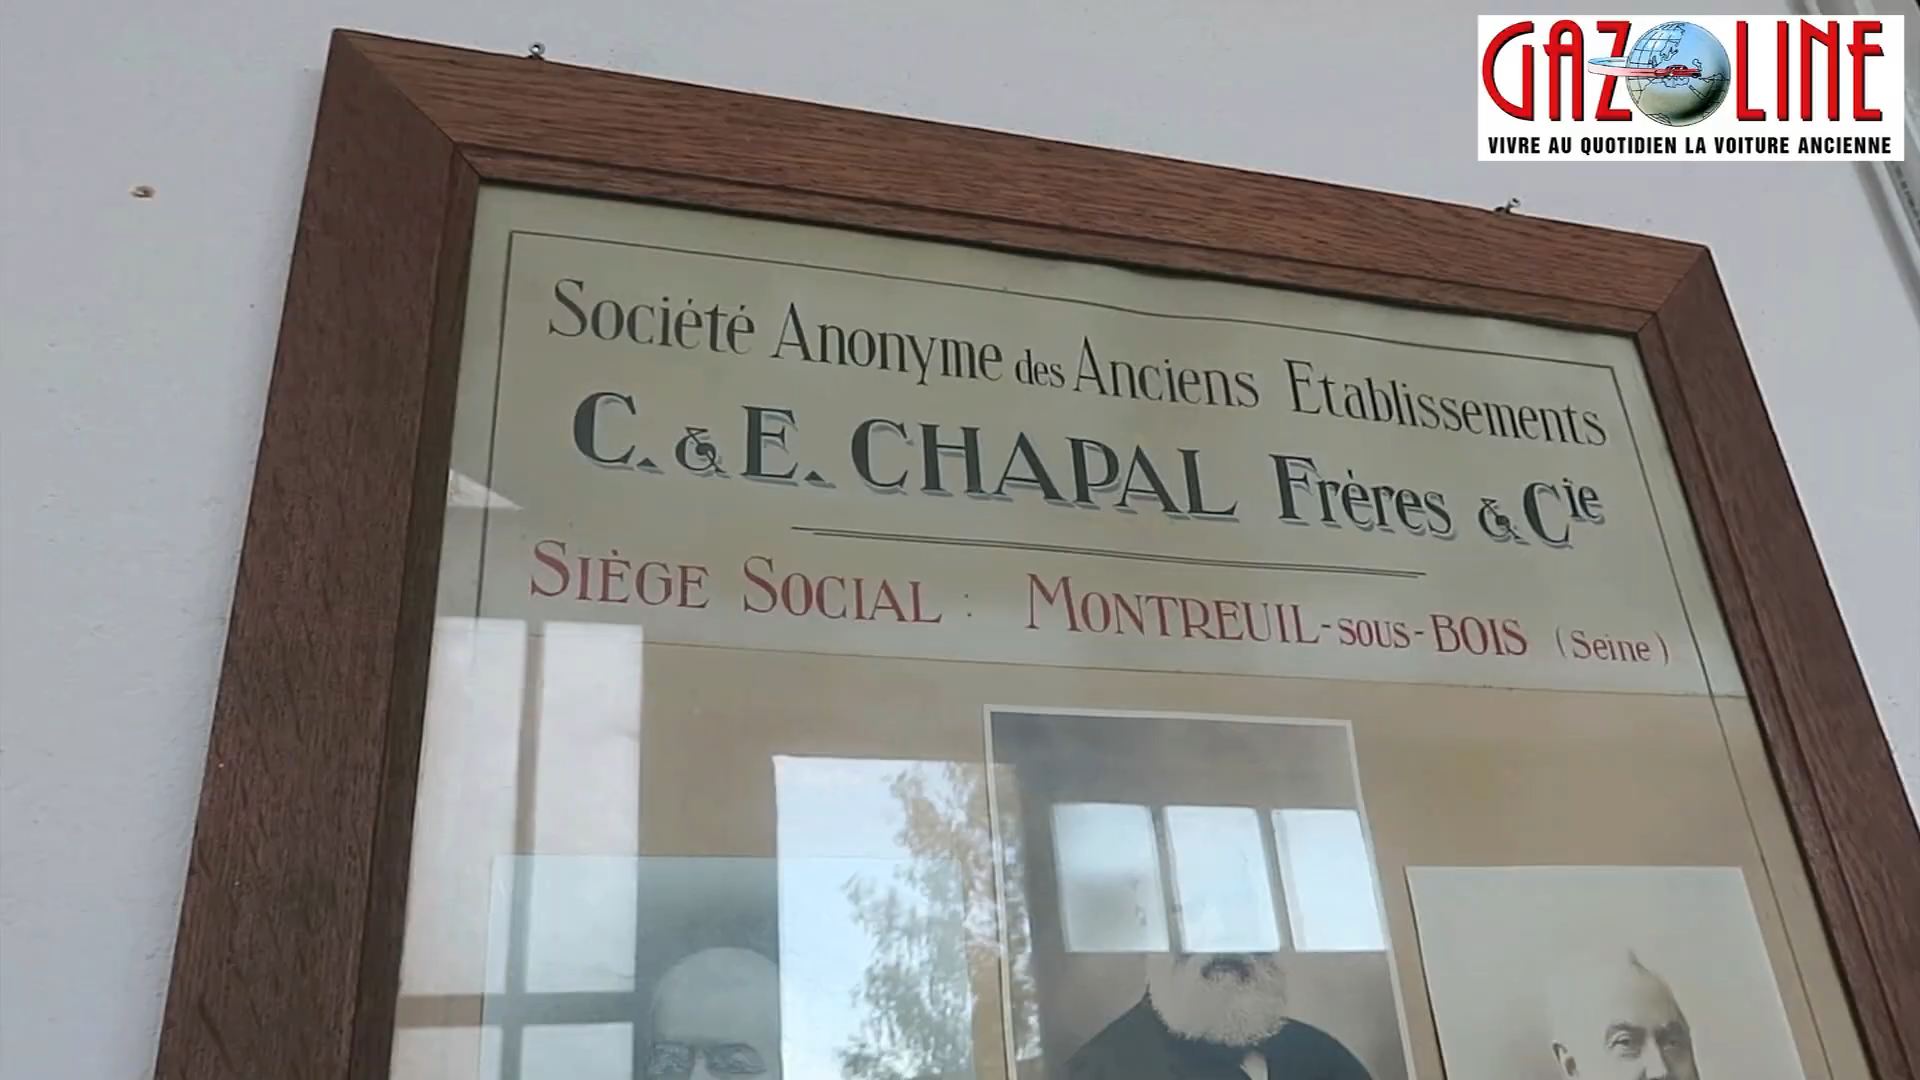 GAZOLINE
VIVRE AU QUOTIDIEN LA VOITURE ANCIENNE
Société Anonyme des Anciens Etablissements
C. & E. CHAPAL Frères & Cie
SIÈGE SOCIAL : MONTREUIL-SOUS-BOIS (Seine)